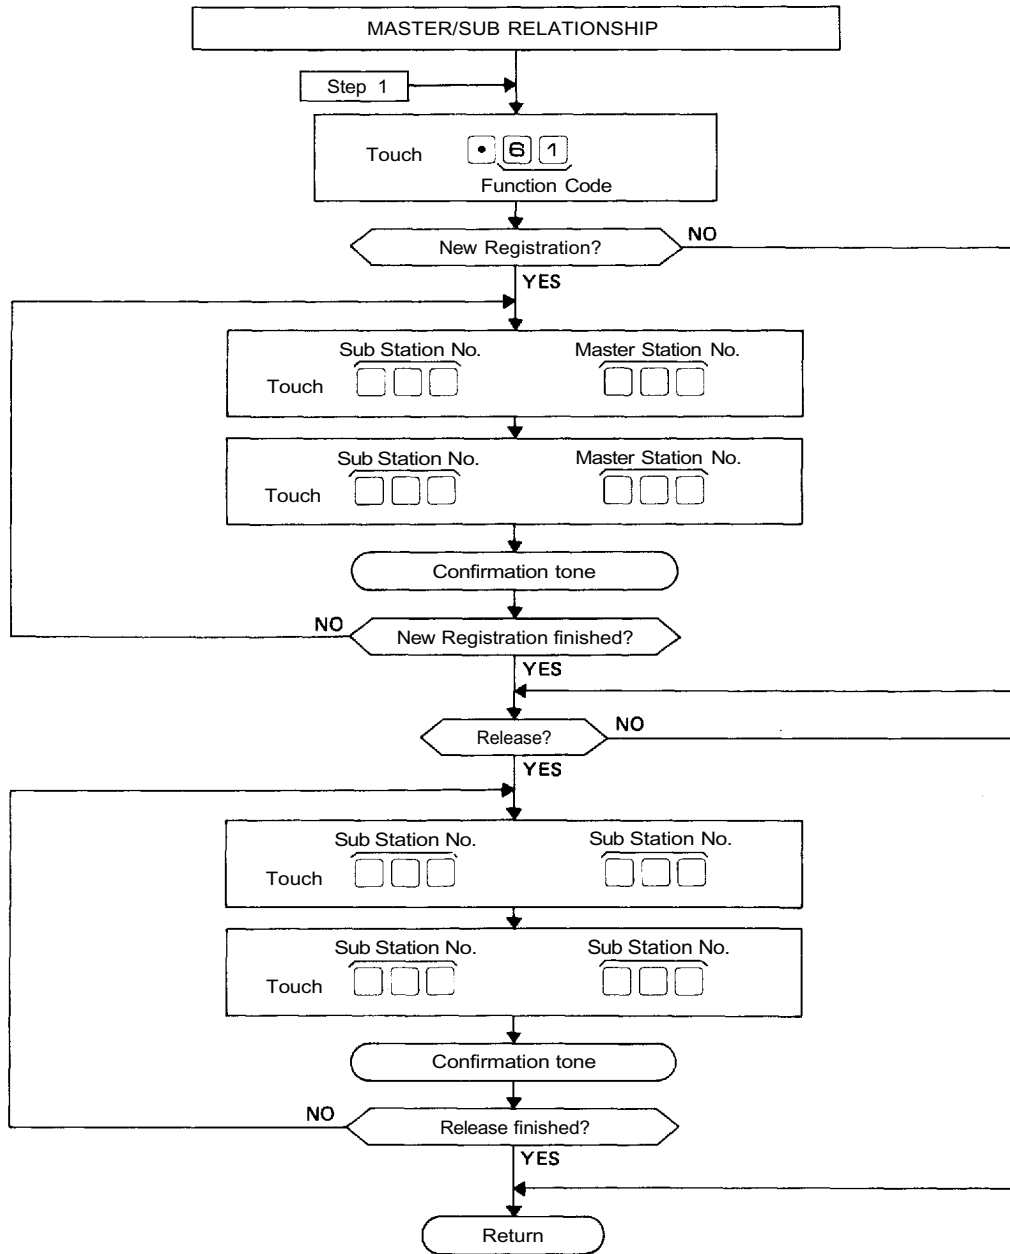 MASTER/SUB RELATIONSHIP
Step 1
Touch • 6 1
Function Code
New Registration?
NO
YES
Sub Station No. Master Station No.
Touch
Sub Station No. Master Station No.
Touch
Confirmation tone
NO
New Registration finished?
YES
Release?
NO
YES
Sub Station No. Sub Station No.
Touch
Sub Station No. Sub Station No.
Touch
Confirmation tone
NO
Release finished?
YES
Return